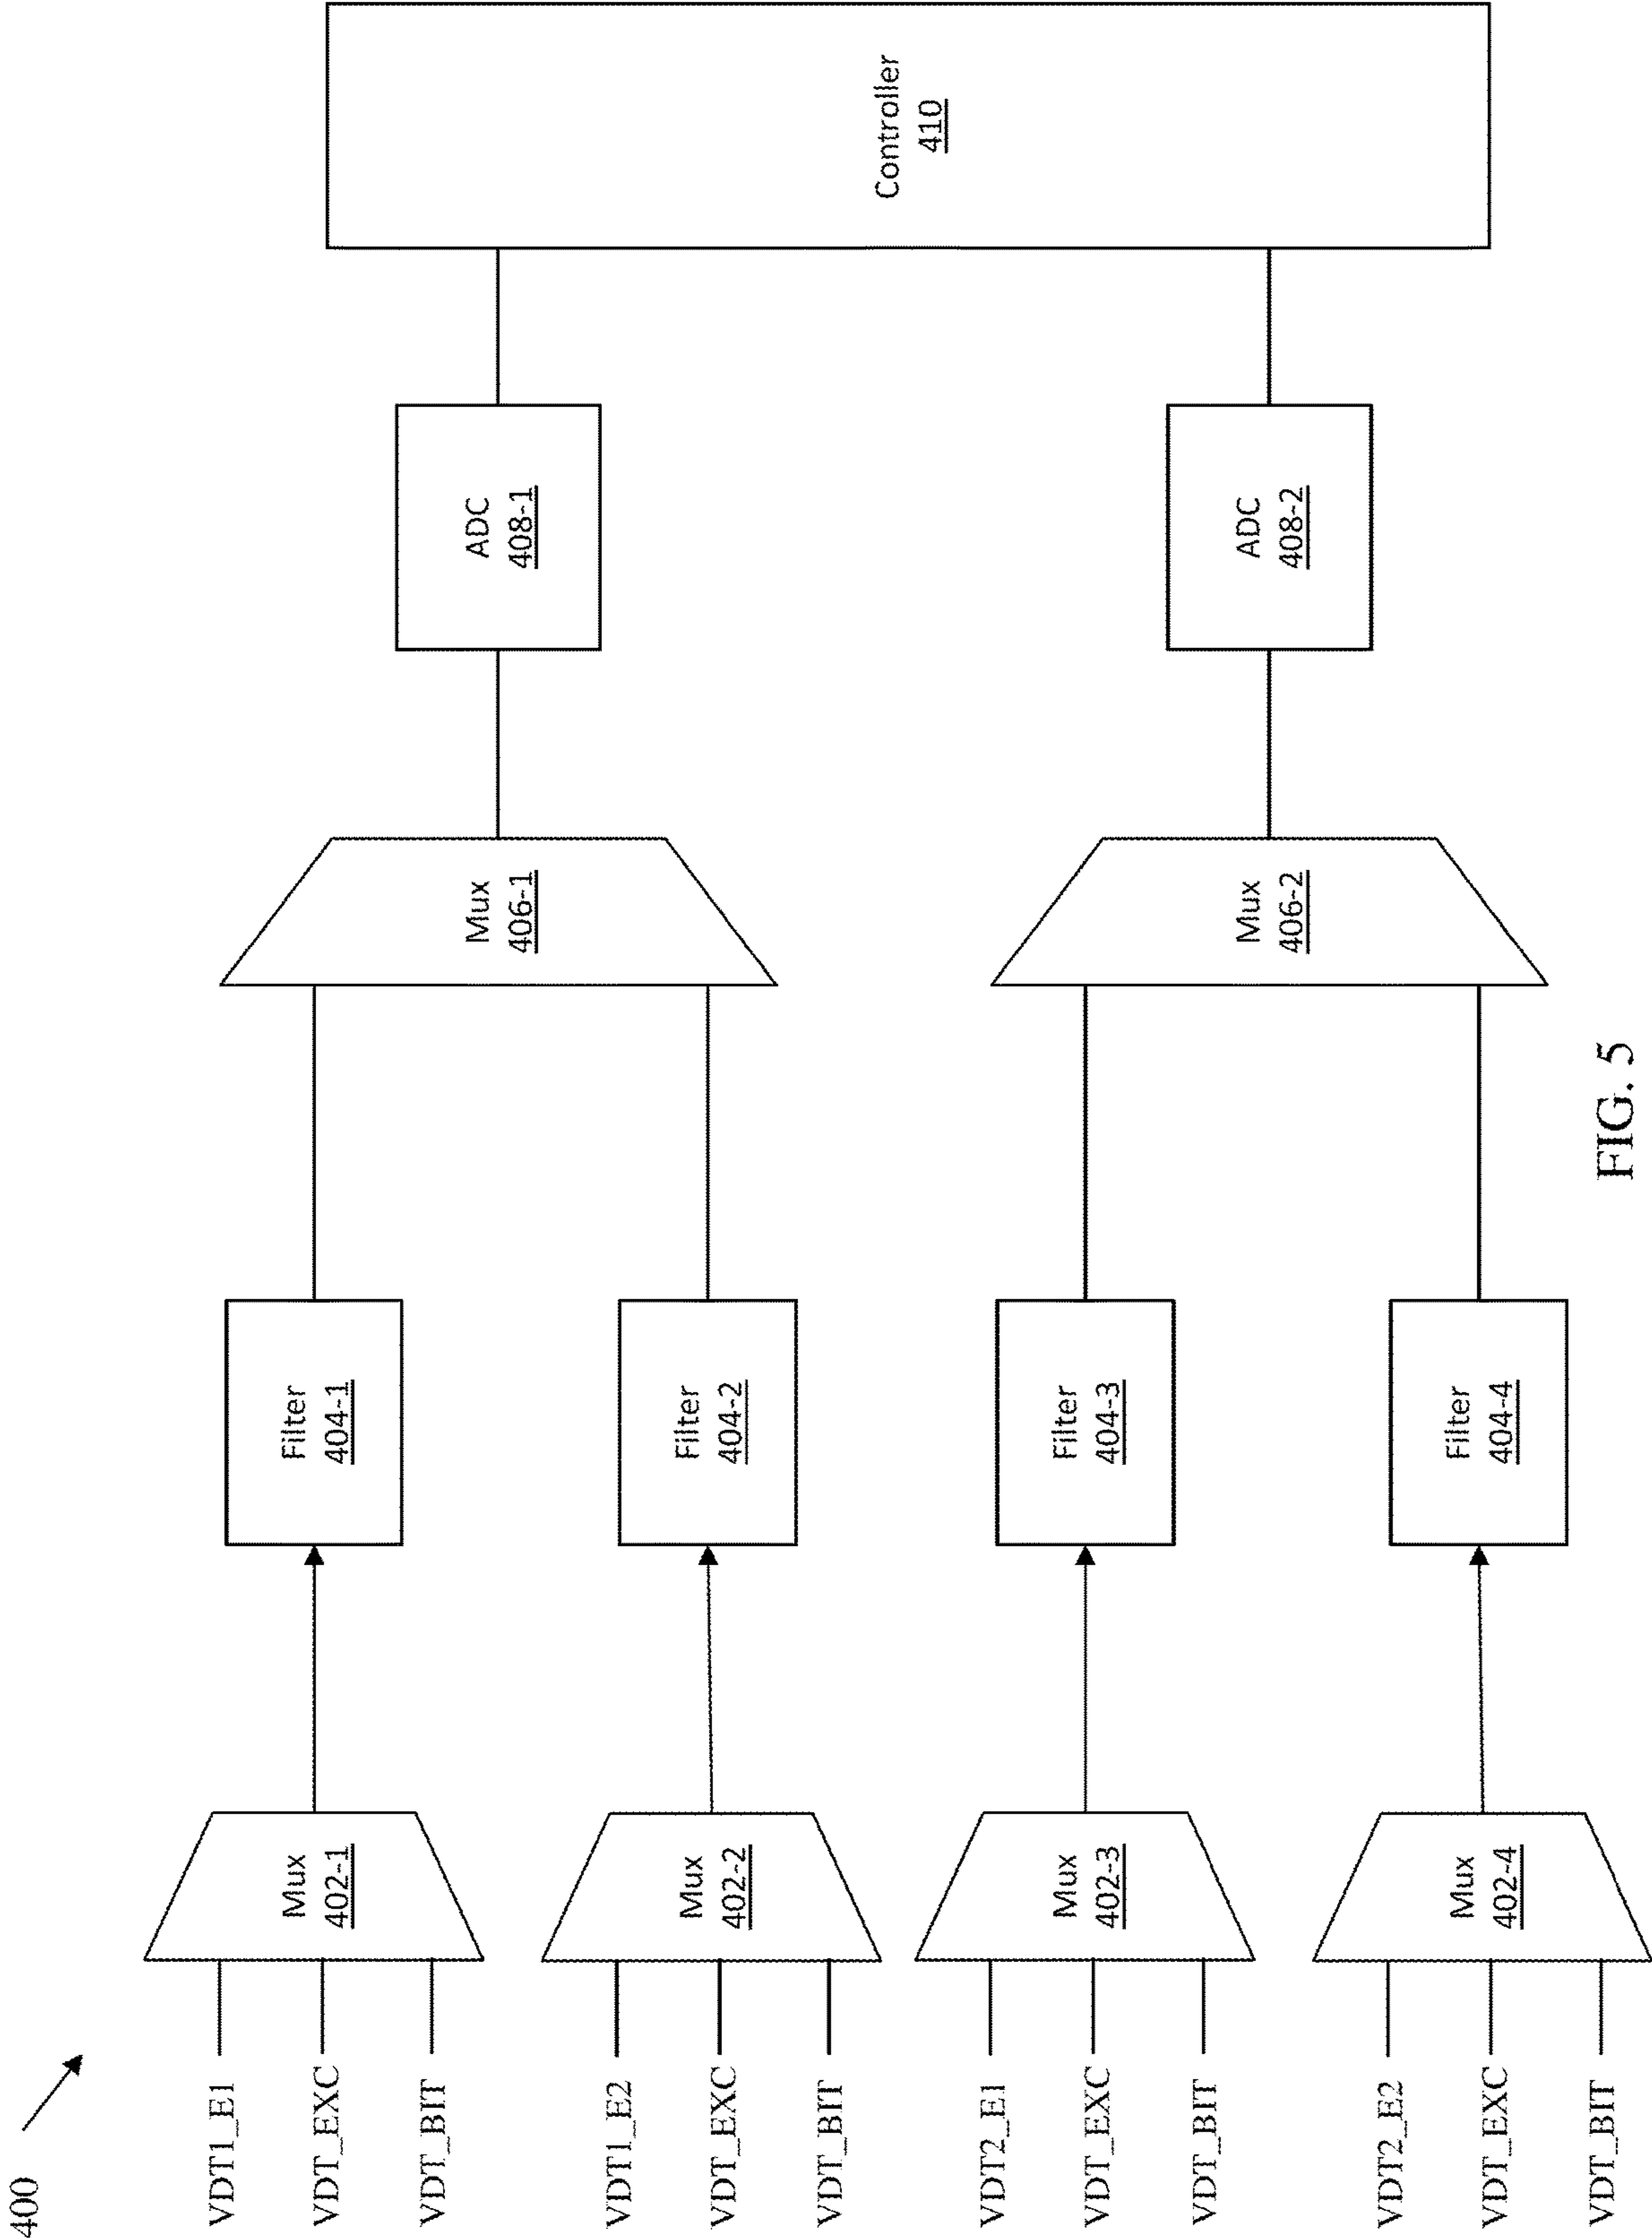 400
VDT1_E1
VDT_EXC
VDT_BIT
Mux
402-1
Filter
404-1
VDT1_E2
VDT_EXC
VDT_BIT
Mux
402-2
Filter
404-2
Mux
406-1
ADC
408-1
VDT2_E1
VDT_EXC
VDT_BIT
Mux
402-3
Filter
404-3
VDT2_E2
VDT_EXC
VDT_BIT
Mux
402-4
Filter
404-4
Mux
406-2
ADC
408-2
Controller
410
FIG. 5